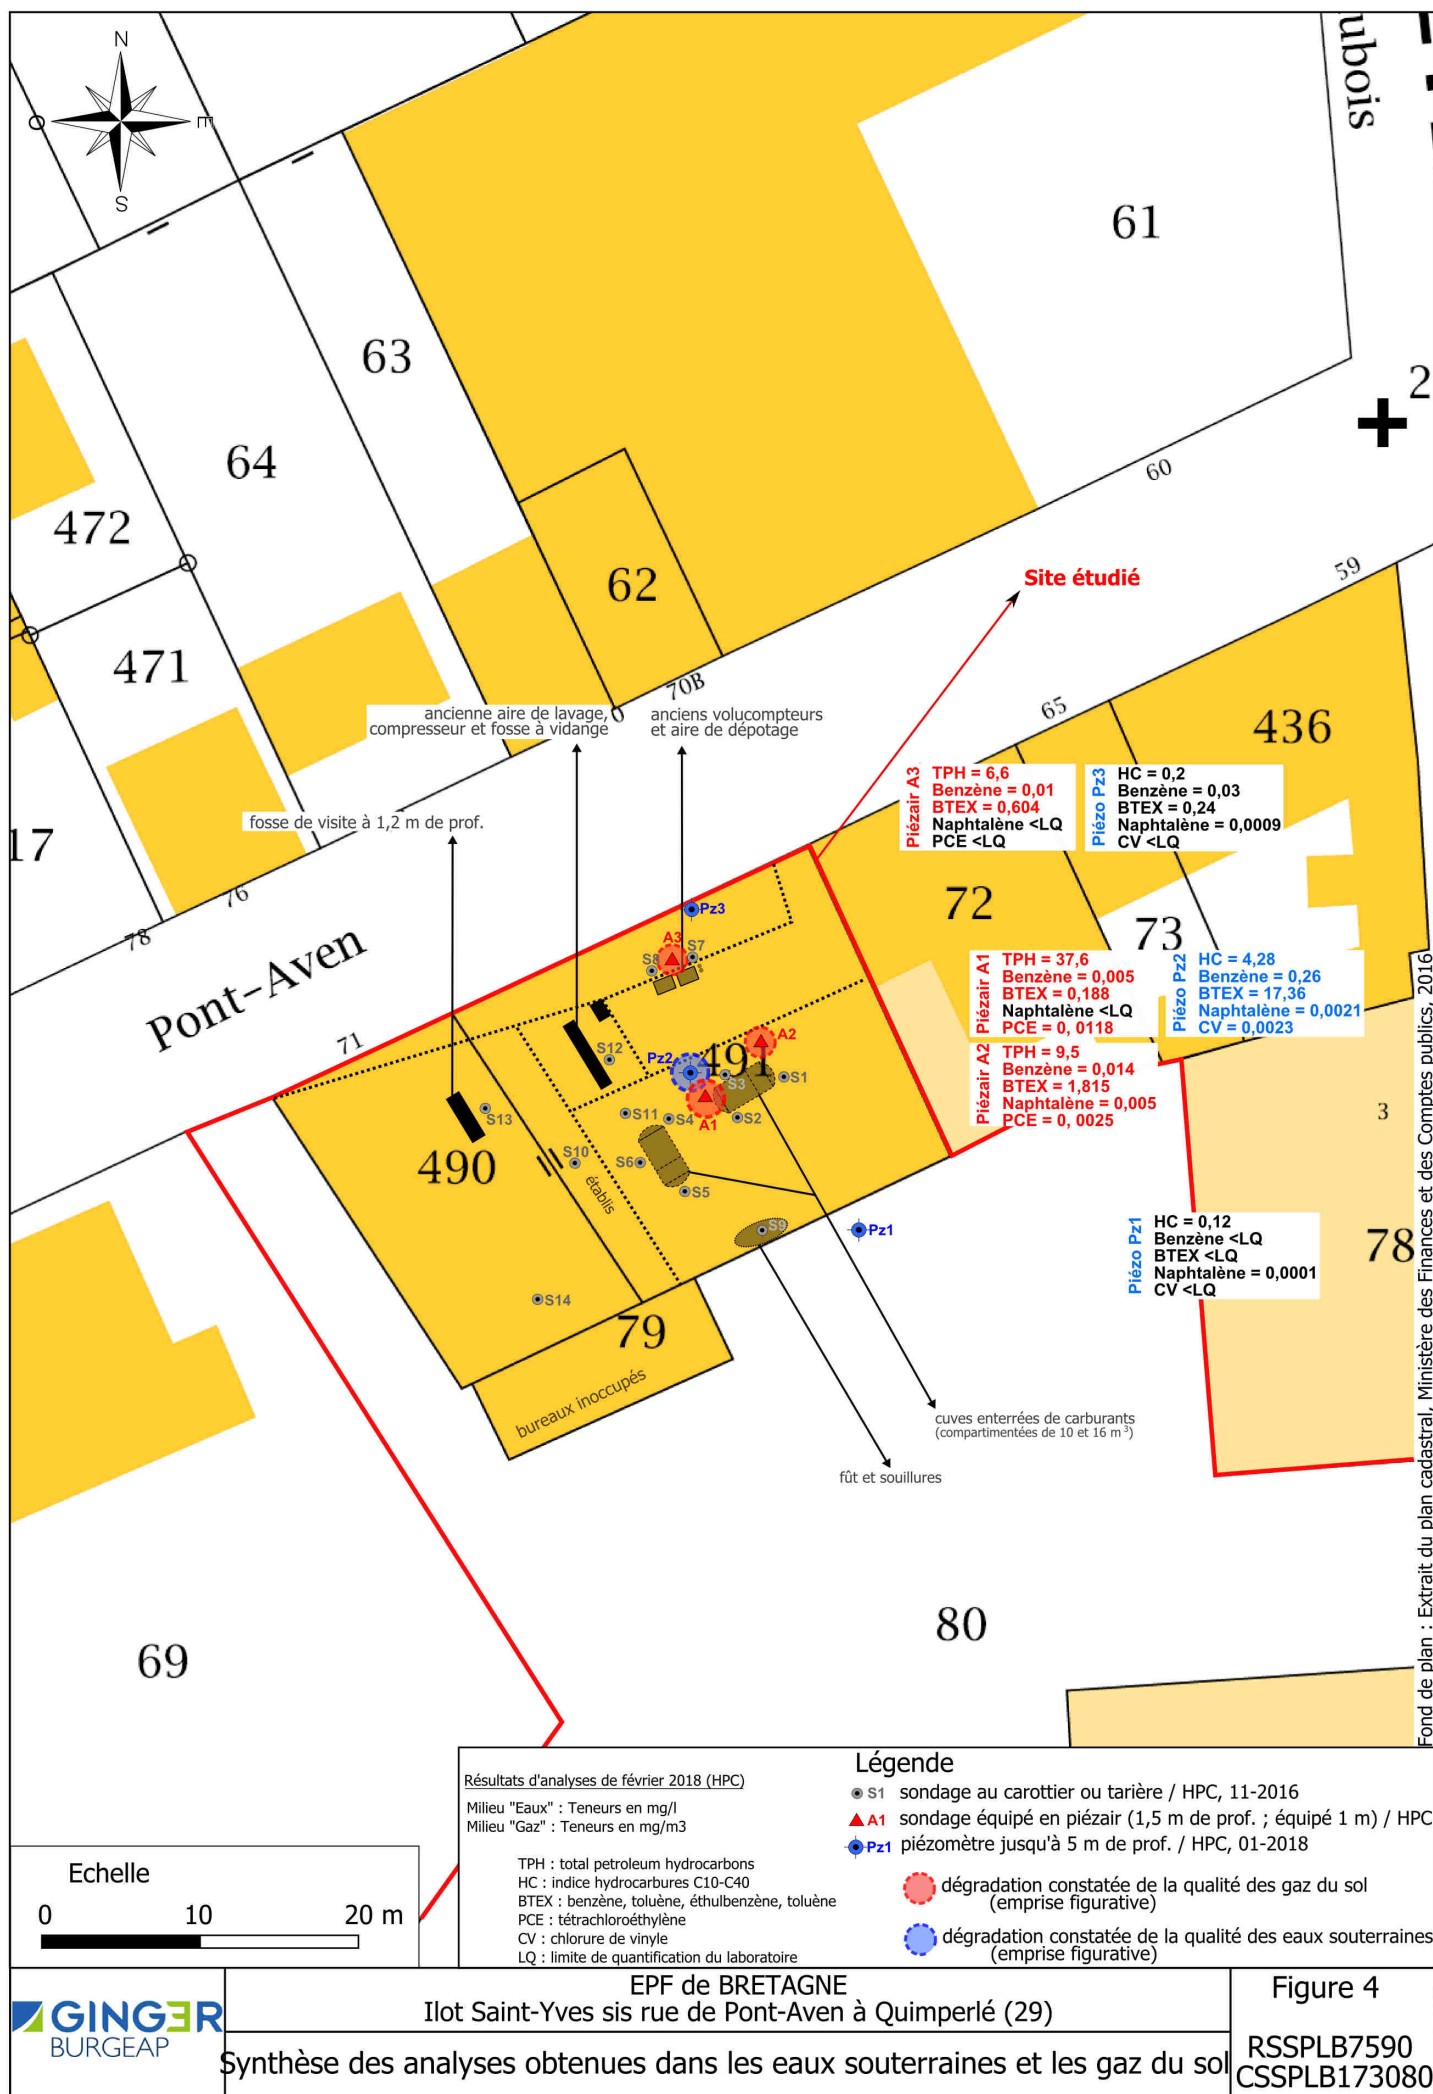 N
O
E
S
ubois
61
63
2
64
60
472
62
59
Site étudié
471
70B
65
ancienne aire de lavage,
compresseur et fosse à vidange
0
anciens volucompteurs
et aire de dépotage
436
fosse de visite à 1,2 m de prof.
17
76
78
Pont-Aven
71
Piézair A3
TPH = 6,6
Benzène = 0,01
BTEX = 0,604
Naphtalène <LQ
PCE <LQ
Piézo Pz3
HC = 0,2
Benzène = 0,03
BTEX = 0,24
Naphtalène = 0,0009
CV <LQ
72
73
Pz3
A3
S7
S8
Piézair A1
TPH = 37,6
Benzène = 0,005
BTEX = 0,188
Naphtalène <LQ
PCE = 0, 0118
Piézo Pz2
HC = 4,28
Benzène = 0,26
BTEX = 17,36
Naphtalène = 0,0021
CV = 0,0023
Piézair A2
TPH = 9,5
Benzène = 0,014
BTEX = 1,815
Naphtalène = 0,005
PCE = 0, 0025
A2
S12
Pz2
491
S1
S3
S13
S11
S4
A1
S2
3
490
S10
S6
établis
S5
S9
Pz1
Piézo Pz1
HC = 0,12
Benzène <LQ
BTEX <LQ
Naphtalène = 0,0001
CV <LQ
78
S14
79
bureaux inoccupés
cuves enterrées de carburants
(compartimentées de 10 et 16 m³)
fût et souillures
69
80
Fond de plan : Extrait du plan cadastral, Ministère des Finances et des Comptes publics, 2016
Légende
Résultats d'analyses de février 2018 (HPC)
Milieu "Eaux" : Teneurs en mg/l
Milieu "Gaz" : Teneurs en mg/m3
TPH : total petroleum hydrocarbons
HC : indice hydrocarbures C10-C40
BTEX : benzène, toluène, éthulbenzène, toluène
PCE : tétrachloroéthylène
CV : chlorure de vinyle
LQ : limite de quantification du laboratoire
S1 sondage au carottier ou tarière / HPC, 11-2016
A1 sondage équipé en piézair (1,5 m de prof. ; équipé 1 m) / HPC
Pz1 piézomètre jusqu'à 5 m de prof. / HPC, 01-2018
dégradation constatée de la qualité des gaz du sol
(emprise figurative)
dégradation constatée de la qualité des eaux souterraines
(emprise figurative)
Echelle
0 10 20 m
GINGER
BURGEAP
EPF de BRETAGNE
Ilot Saint-Yves sis rue de Pont-Aven à Quimperlé (29)
Synthèse des analyses obtenues dans les eaux souterraines et les gaz du sol
Figure 4
RSSPLB7590
CSSPLB173080